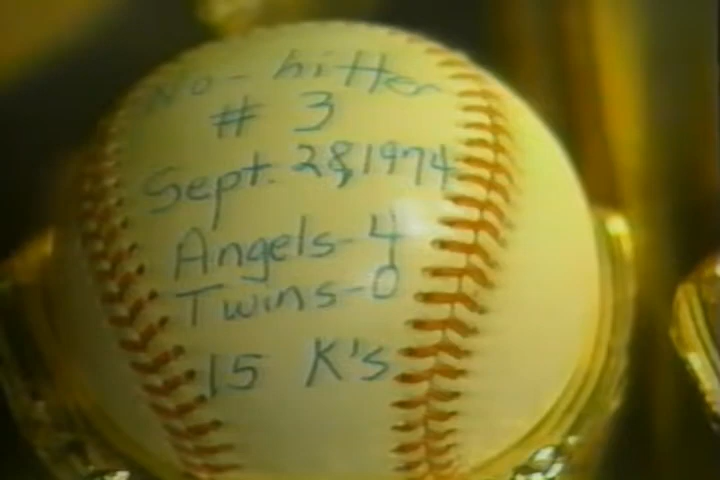 No-hitter
# 3
Sept. 28, 1974
Angels-4
Twins-0
15 K's